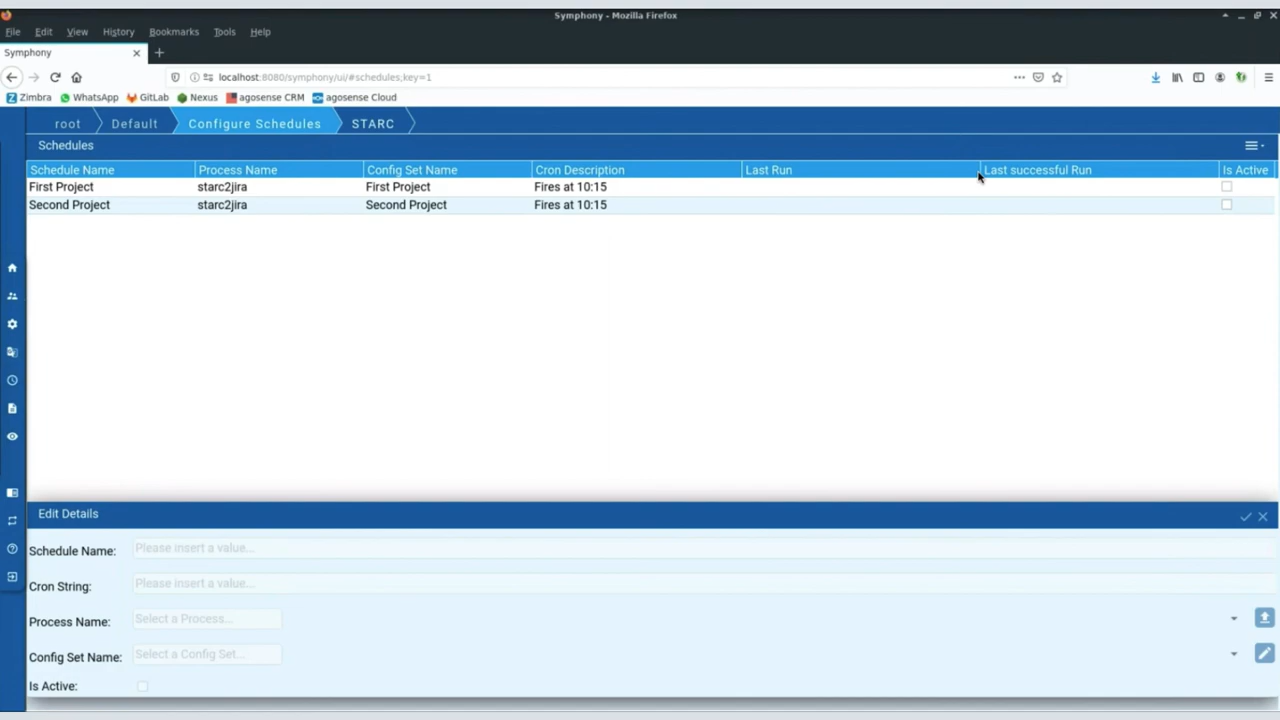 Symphony - Mozilla Firefox
File Edit View History Bookmarks Tools Help
Symphony
localhost:8080/symphony/ui/#schedules;key=1
Zimbra WhatsApp GitLab Nexus agosense CRM agosense Cloud
root Default Configure Schedules STARC
Schedules
Schedule Name Process Name Config Set Name Cron Description Last Run Last successful Run Is Active
First Project starc2jira First Project Fires at 10:15
Second Project starc2jira Second Project Fires at 10:15
Edit Details
Schedule Name: Please insert a value...
Cron String: Please insert a value...
Process Name: Select a Process...
Config Set Name: Select a Config Set...
Is Active: